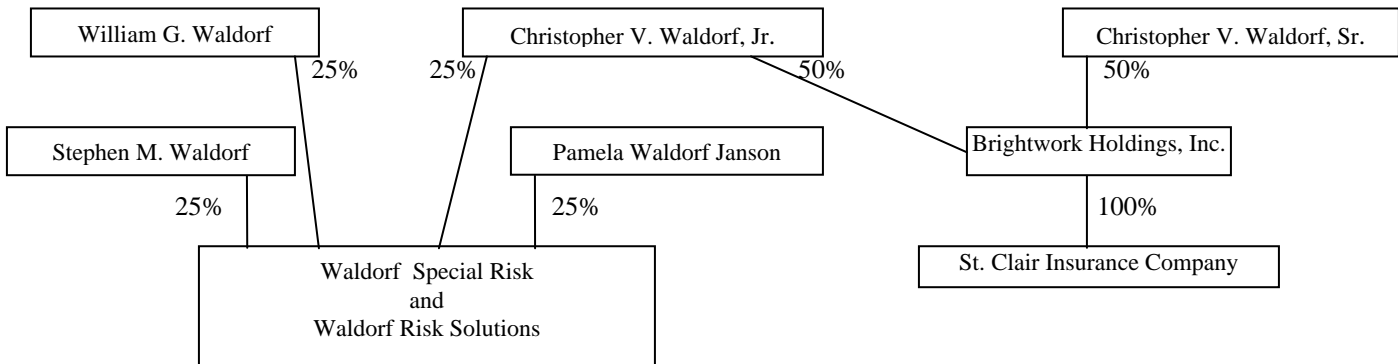 William G. Waldorf
Christopher V. Waldorf, Jr.
Christopher V. Waldorf, Sr.
25%
25%
50%
50%
Stephen M. Waldorf
Pamela Waldorf Janson
Brightwork Holdings, Inc.
25%
25%
100%
Waldorf Special Risk
and
Waldorf Risk Solutions
St. Clair Insurance Company